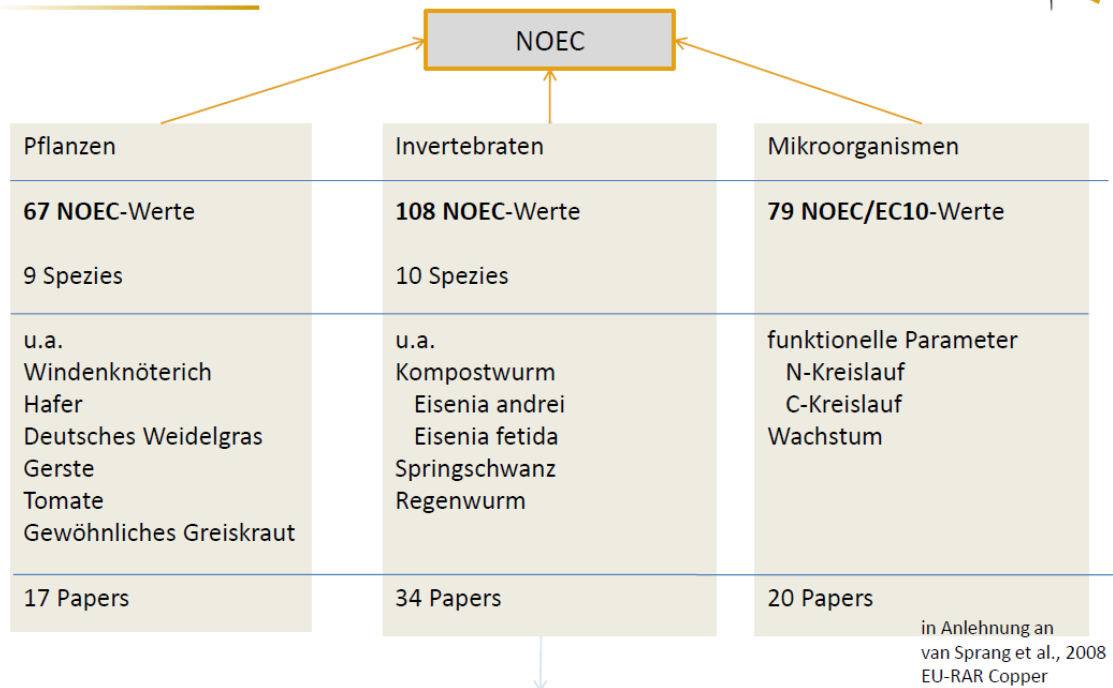 NOEC
Pflanzen
67 NOEC-Werte
9 Spezies
u.a.
Windenknöterich
Hafer
Deutsches Weidelgras
Gerste
Tomate
Gewöhnliches Greiskraut
17 Papers
Invertebraten
108 NOEC-Werte
10 Spezies
u.a.
Kompostwurm
Eisenia andrei
Eisenia fetida
Springschwanz
Regenwurm
34 Papers
Mikroorganismen
79 NOEC/EC10-Werte
funktionelle Parameter
N-Kreislauf
C-Kreislauf
Wachstum
20 Papers
in Anlehnung an
van Sprang et al., 2008
EU-RAR Copper